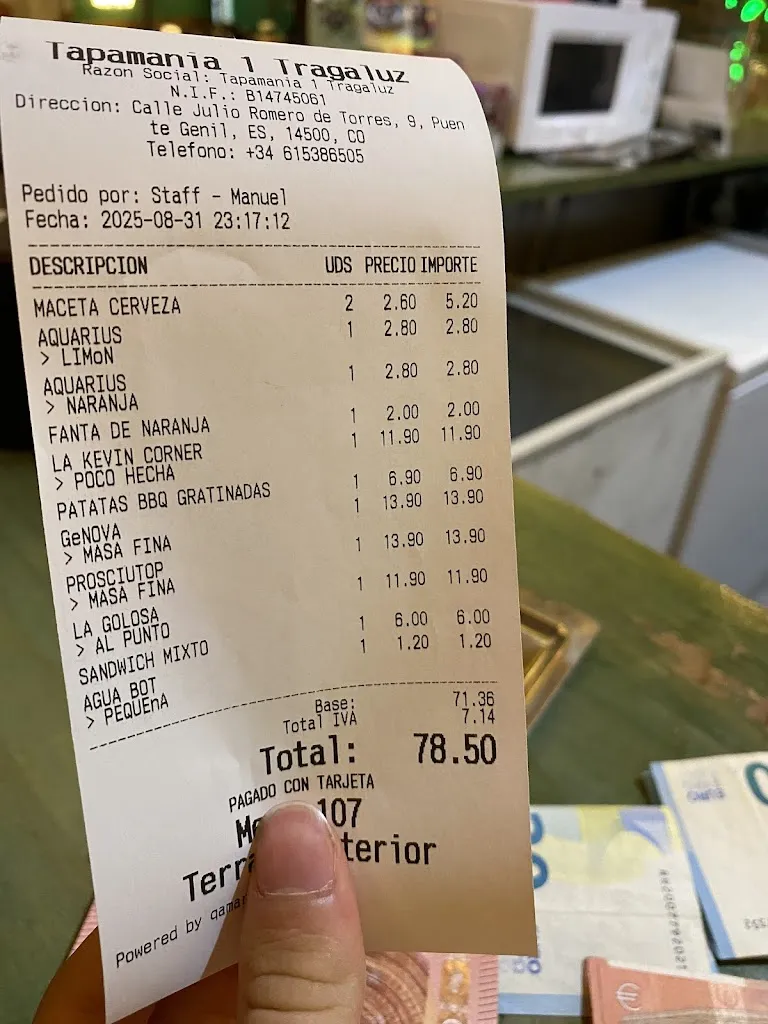 Tapamania 1 Tragaluz
Razon Social: Tapamania 1 Tragaluz
N.I.F.: B14745061
Direccion: Calle Julio Romero de Torres, 9, Puen
te Genil, ES, 14500, CO
Telefono: +34 615386505
Pedido por: Staff - Manuel
Fecha: 2025-08-31 23:17:12
DESCRIPCION UDS PRECIO IMPORTE
MACETA CERVEZA 2 2.60 5.20
AQUARIUS 1 2.80 2.80
> LIMoN
AQUARIUS 1 2.80 2.80
> NARANJA
FANTA DE NARANJA 1 2.00 2.00
LA KEVIN CORNER 1 11.90 11.90
> POCO HECHA
PATATAS BBQ GRATINADAS 1 6.90 6.90
GeNOVA 1 13.90 13.90
> MASA FINA
PROSCIUTOP 1 13.90 13.90
> MASA FINA
LA GOLOSA 1 11.90 11.90
> AL PUNTO
SANDWICH MIXTO 1 6.00 6.00
AGUA BOT 1 1.20 1.20
> PEQUEnA
Base: 71.36
Total IVA 7.14
Total: 78.50
PAGADO CON TARJETA
107
Powered by
EURO